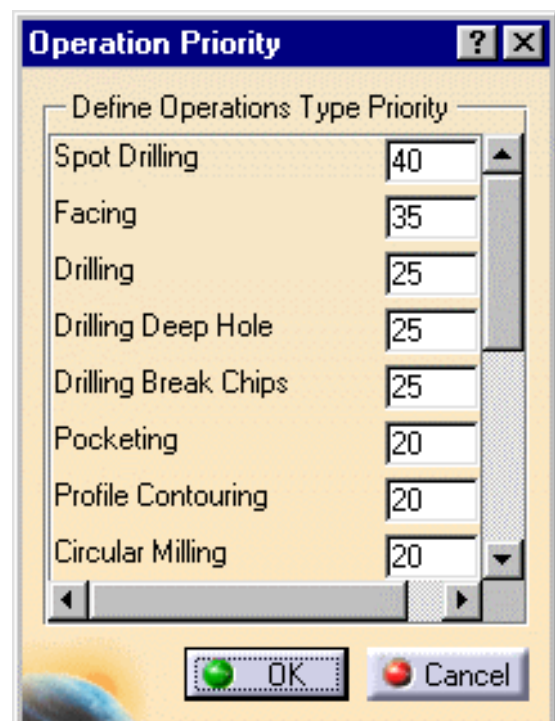 Operation Priority ? ×
Define Operations Type Priority
Spot Drilling 40
Facing 35
Drilling 25
Drilling Deep Hole 25
Drilling Break Chips 25
Pocketing 20
Profile Contouring 20
Circular Milling 20
OK Cancel